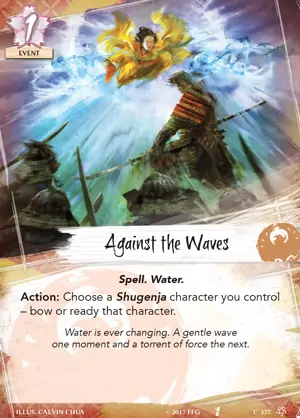 1
EVENT
Against the Waves
Spell. Water.
Action: Choose a Shugenja character you control
– bow or ready that character.
Water is ever changing. A gentle wave
one moment and a torrent of force the next.
ILLUS. CALVIN CHUA
©2017 FFG
C 177